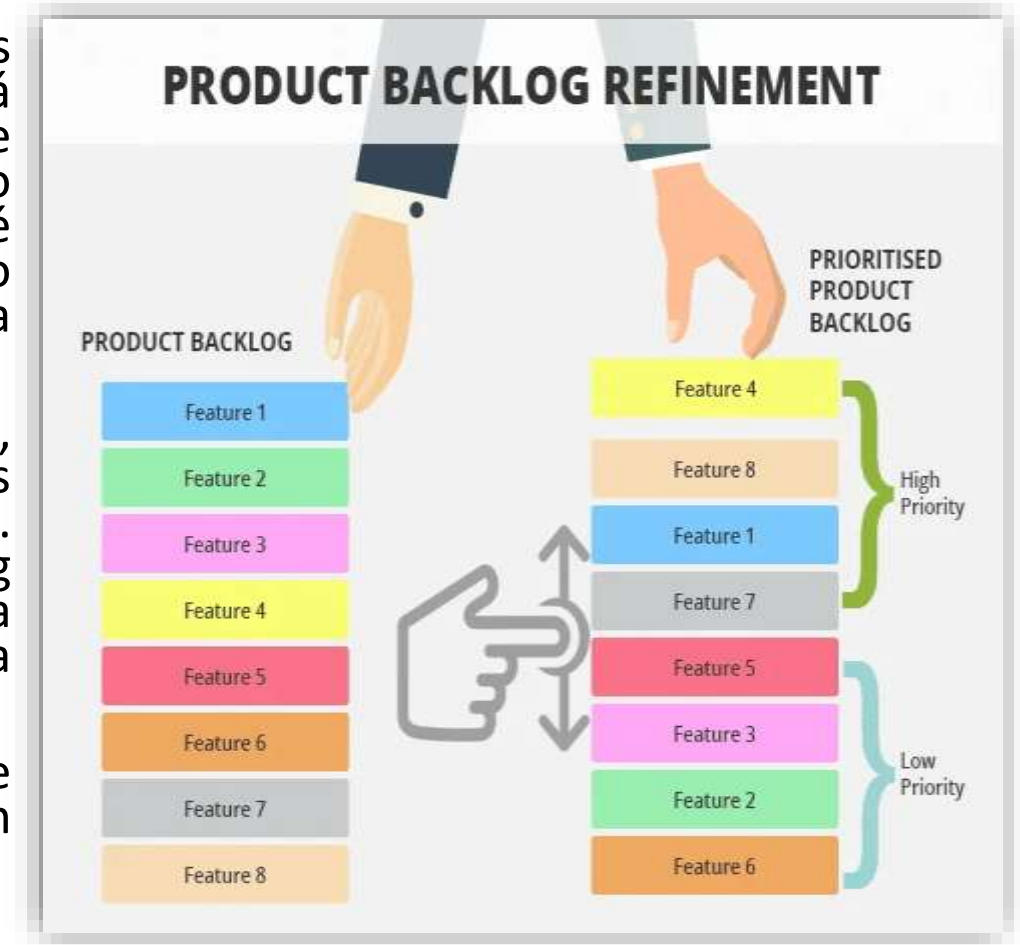 PRODUCT BACKLOG REFINEMENT
PRODUCT BACKLOG
Feature 1
Feature 2
Feature 3
Feature 4
Feature 5
Feature 6
Feature 7
Feature 8
PRIORITISED
PRODUCT
BACKLOG
Feature 4
Feature 8
Feature 1
Feature 7
Feature 5
Feature 3
Feature 2
Feature 6
High
Priority
Low
Priority